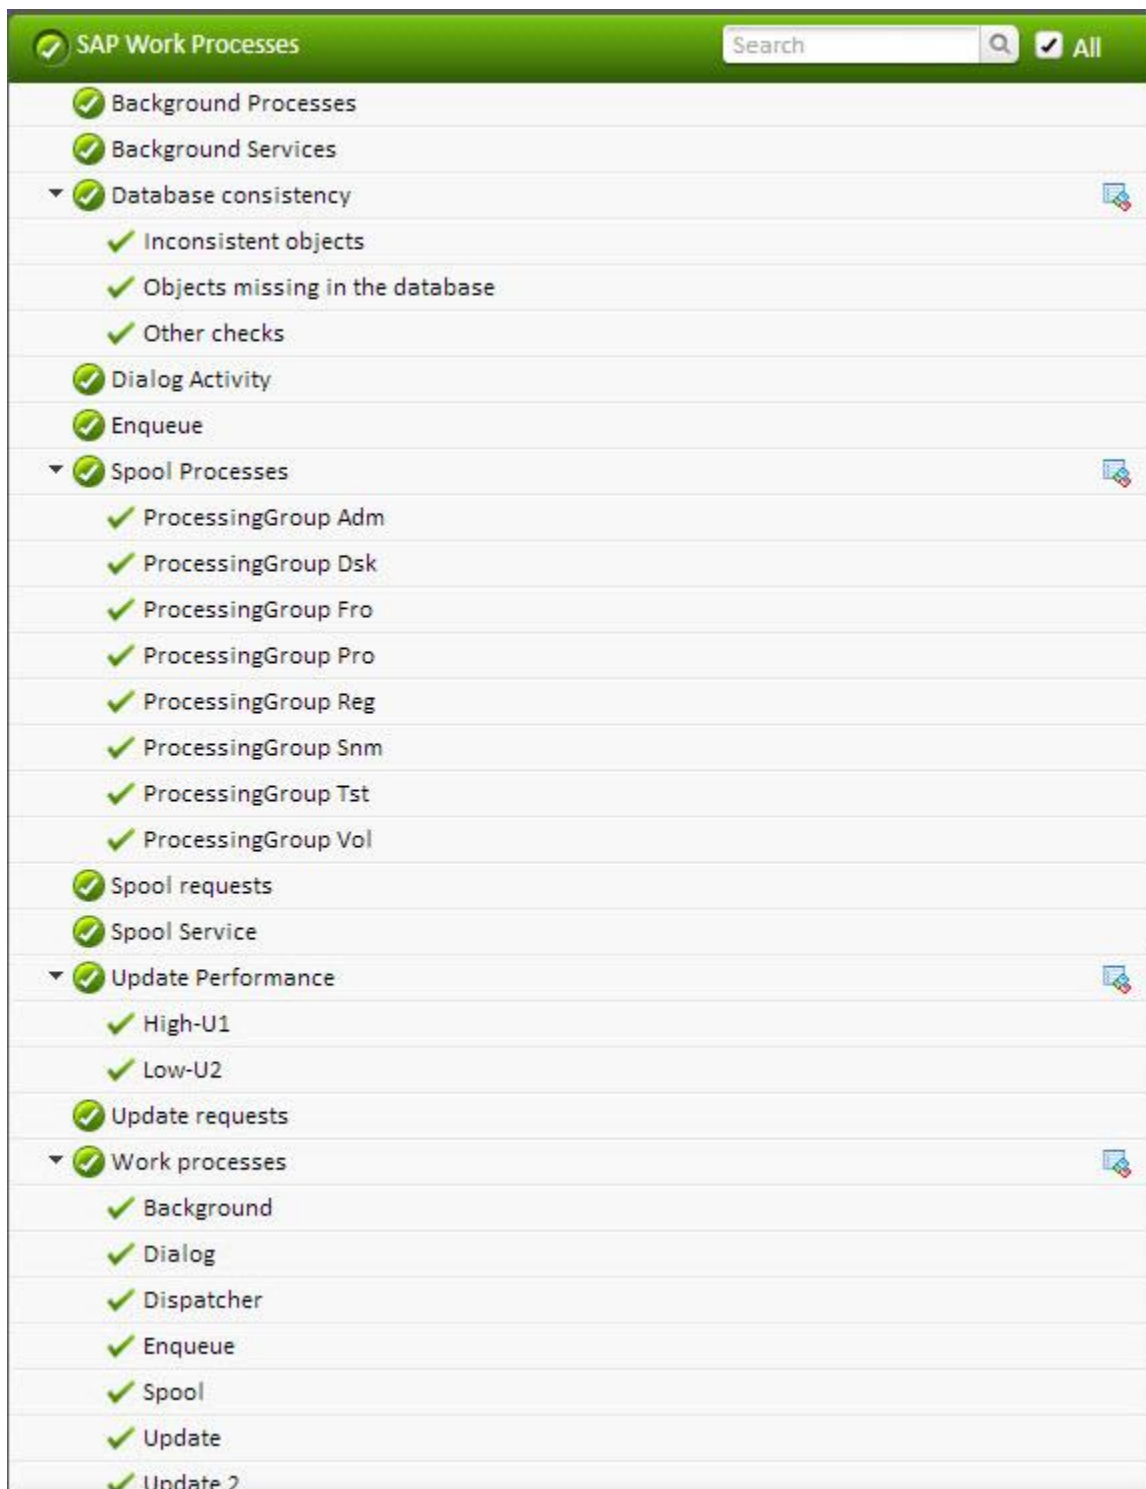 SAP Work Processes Search All
Background Processes
Background Services
Database consistency
Inconsistent objects
Objects missing in the database
Other checks
Dialog Activity
Enqueue
Spool Processes
ProcessingGroup Adm
ProcessingGroup Dsk
ProcessingGroup Fro
ProcessingGroup Pro
ProcessingGroup Reg
ProcessingGroup Snm
ProcessingGroup Tst
ProcessingGroup Vol
Spool requests
Spool Service
Update Performance
High-U1
Low-U2
Update requests
Work processes
Background
Dialog
Dispatcher
Enqueue
Spool
Update
Update 2